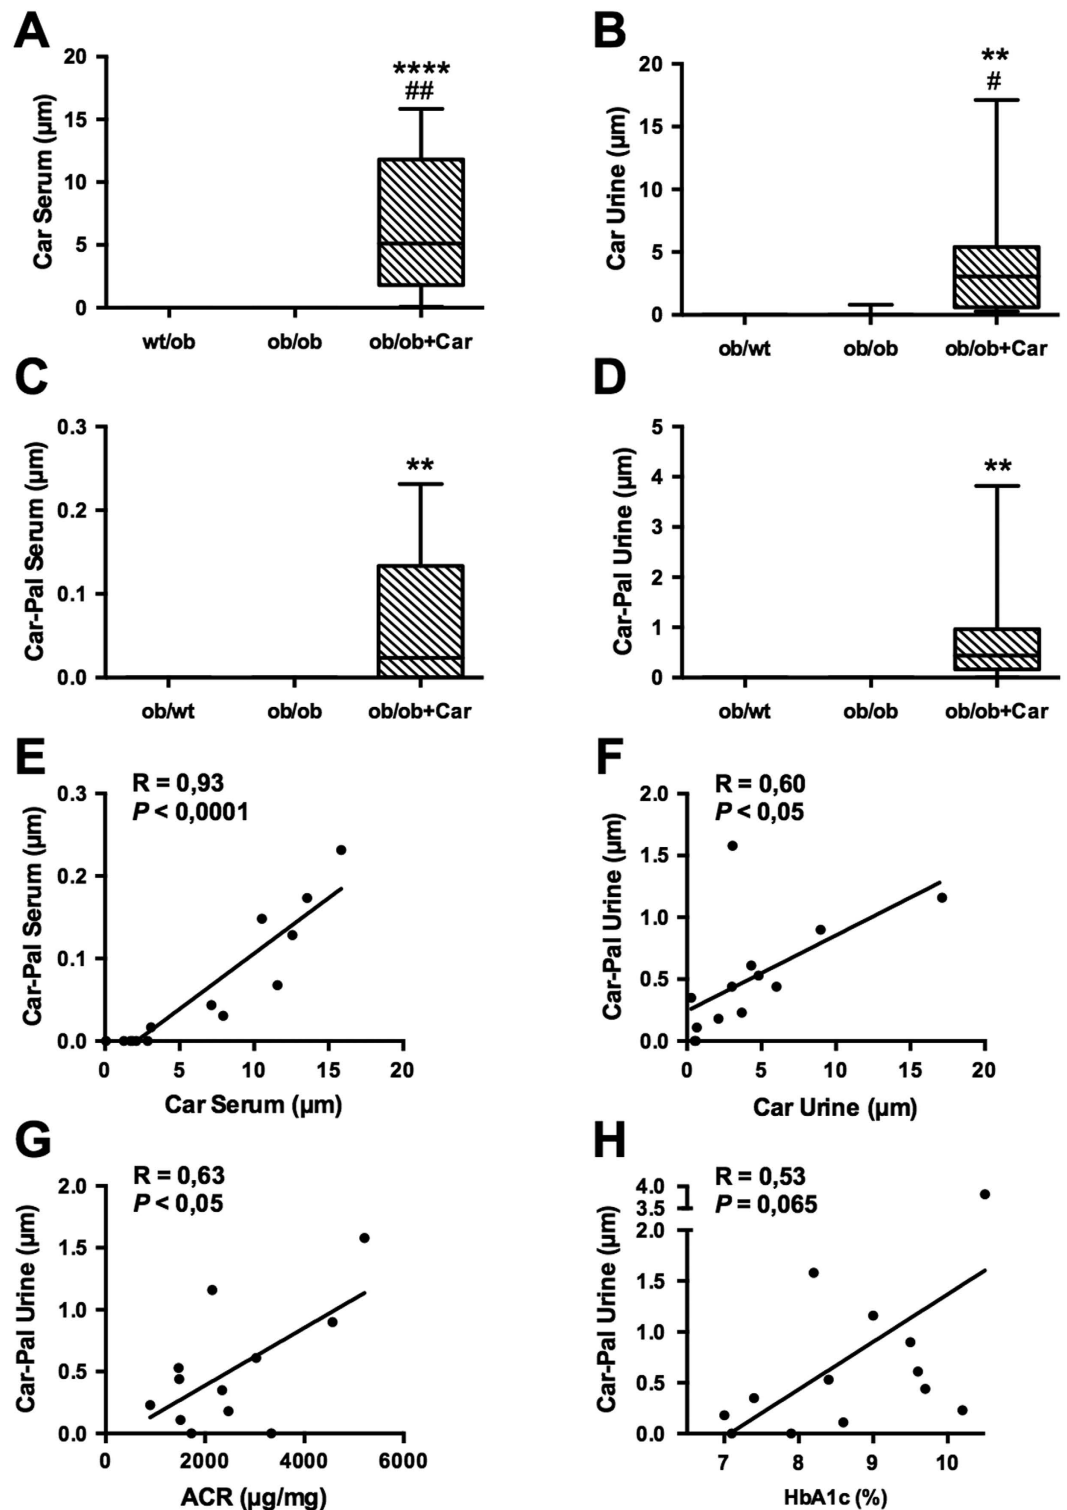 A
Car Serum (µm)
20
15
10
5
0
****
##
wt/ob
ob/ob
ob/ob+Car
B
Car Urine (µm)
20
15
10
5
0
**
#
ob/wt
ob/ob
ob/ob+Car
C
Car-Pal Serum (µm)
0.3
0.2
0.1
0.0
**
ob/wt
ob/ob
ob/ob+Car
D
Car-Pal Urine (µm)
5
4
3
2
1
0
**
ob/wt
ob/ob
ob/ob+Car
E
R = 0,93
P < 0,0001
Car-Pal Serum (µm)
0.3
0.2
0.1
0.0
0 5 10 15 20
Car Serum (µm)
F
R = 0,60
P < 0,05
Car-Pal Urine (µm)
2.0
1.5
1.0
0.5
0.0
0 5 10 15 20
Car Urine (µm)
G
R = 0,63
P < 0,05
Car-Pal Urine (µm)
2.0
1.5
1.0
0.5
0.0
0 2000 4000 6000
ACR (µg/mg)
H
R = 0,53
P = 0,065
Car-Pal Urine (µm)
4.0
3.5
2.0
1.5
1.0
0.5
0.0
7 8 9 10
HbA1c (%)